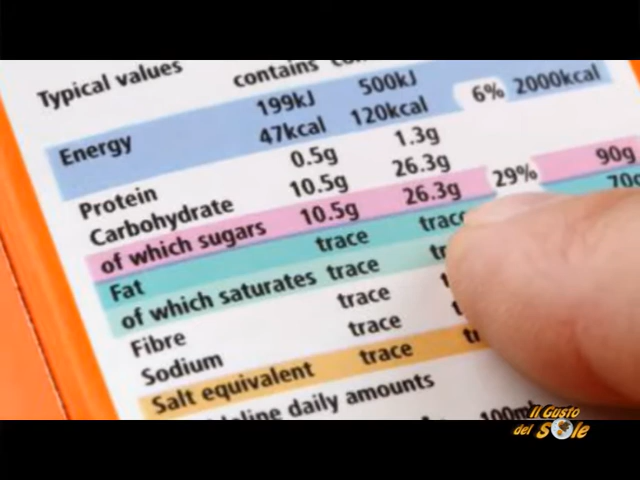 Typical values contains
199kJ 500kJ
Energy 47kcal 120kcal 6% 2000kcal
Protein 0.5g 1.3g
Carbohydrate 10.5g 26.3g
of which sugars 10.5g 26.3g 29% 90g
Fat trace trace 70g
of which saturates trace
Fibre trace
Sodium trace
Salt equivalent trace
daily amounts
Il Gusto
del Sole